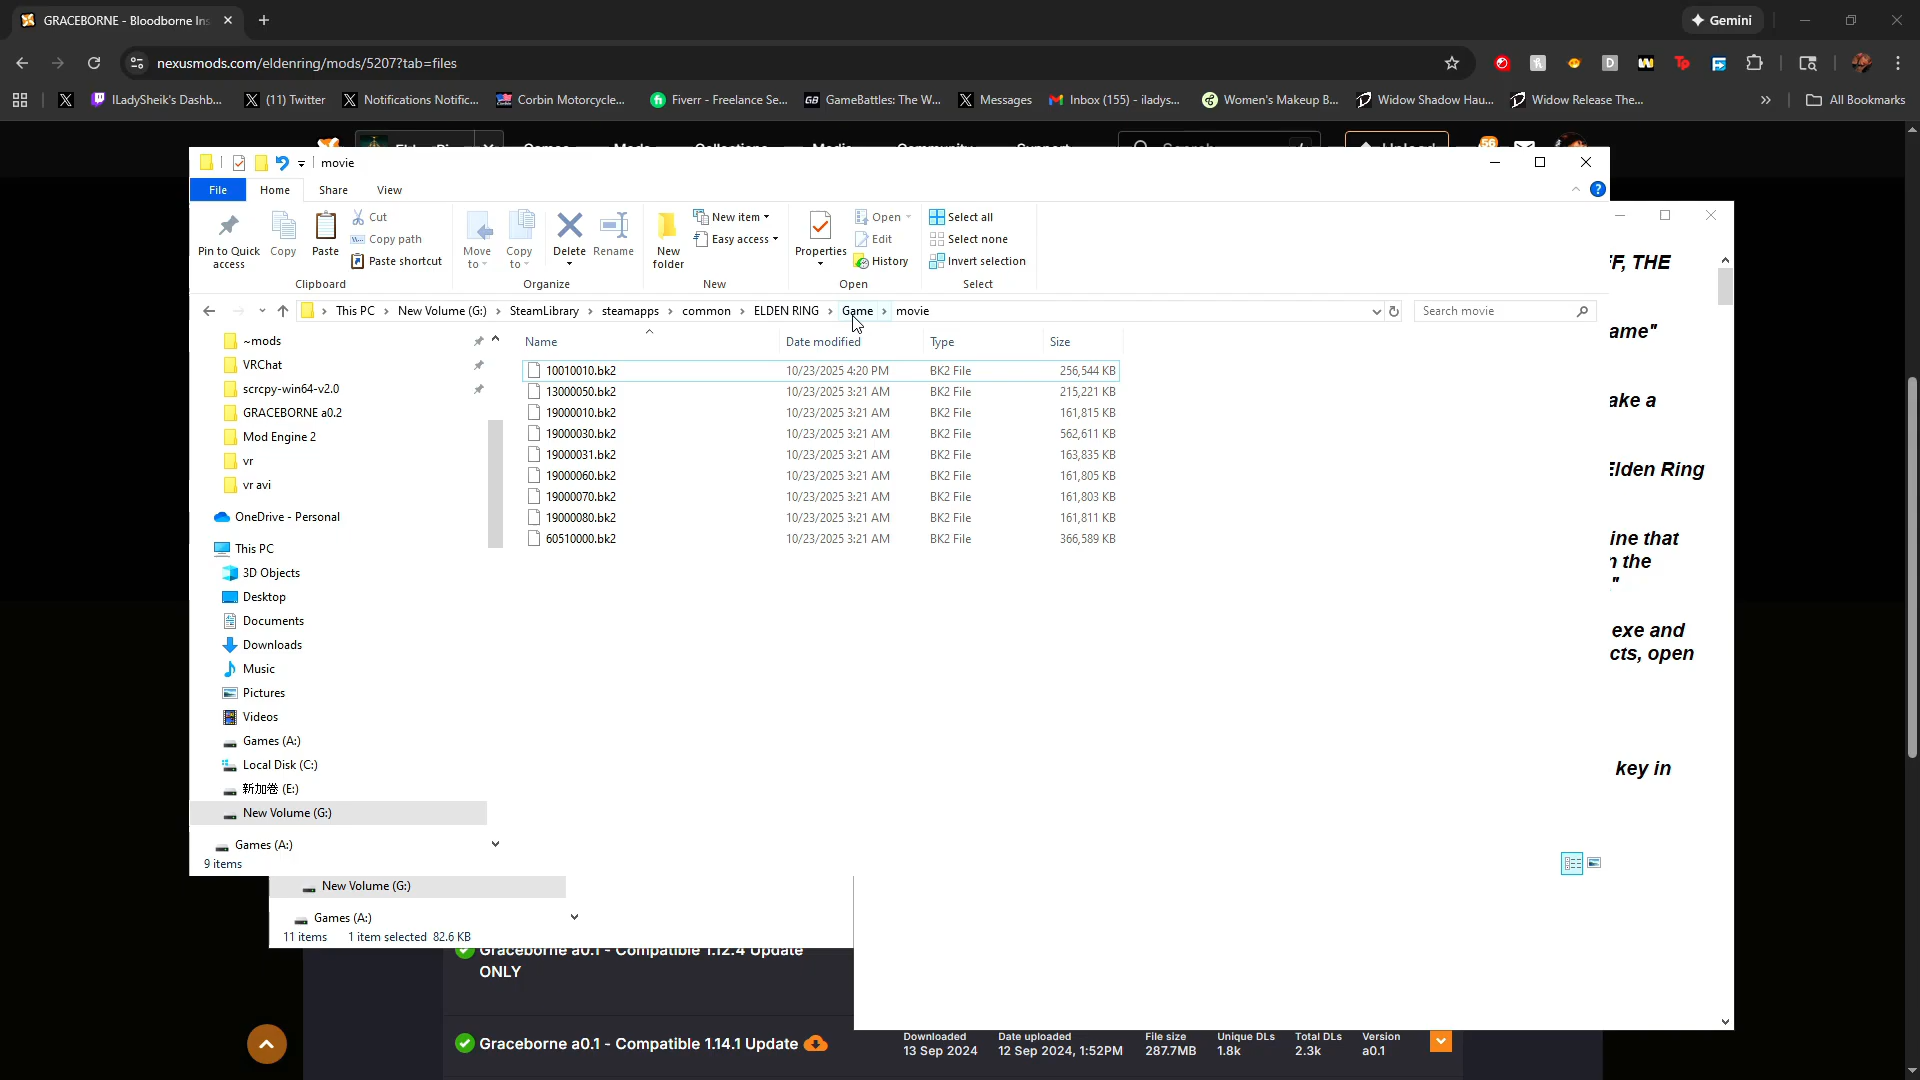 GRACEBORNE - Bloodborne Ins
Gemini
nexusmods.com/eldenring/mods/5207?tab=files
ILadySheik's Dashb...
(11) Twitter
Notifications Notific...
Corbin Motorcycle...
Fiverr - Freelance Se...
GameBattles: The W...
Messages
Inbox (155) - iladys...
Women's Makeup B...
Widow Shadow Hau...
Widow Release The...
»
All Bookmarks
movie
File
Home
Share
View
Pin to Quick
access
Copy
Paste
Cut
Copy path
Paste shortcut
Clipboard
Move
to
Copy
to
Delete
Rename
Organize
New
folder
New item
Easy access
New
Properties
Open
Edit
History
Open
Select all
Select none
Invert selection
Select
This PC
New Volume (G:)
SteamLibrary
steamapps
common
ELDEN RING
Game
movie
Search movie
Name
Date modified
Type
Size
10010010.bk2 10/23/2025 4:20 PM BK2 File 256,544 KB
13000050.bk2 10/23/2025 3:21 AM BK2 File 215,221 KB
19000010.bk2 10/23/2025 3:21 AM BK2 File 161,815 KB
19000030.bk2 10/23/2025 3:21 AM BK2 File 562,611 KB
19000031.bk2 10/23/2025 3:21 AM BK2 File 163,835 KB
19000060.bk2 10/23/2025 3:21 AM BK2 File 161,805 KB
19000070.bk2 10/23/2025 3:21 AM BK2 File 161,803 KB
19000080.bk2 10/23/2025 3:21 AM BK2 File 161,811 KB
60510000.bk2 10/23/2025 3:21 AM BK2 File 366,589 KB
~mods
VRChat
scrcpy-win64-v2.0
GRACEBORNE a0.2
Mod Engine 2
vr
vr avi
OneDrive - Personal
This PC
3D Objects
Desktop
Documents
Downloads
Music
Pictures
Videos
Games (A:)
Local Disk (C:)
新加卷 (E:)
New Volume (G:)
Games (A:)
9 items
F, THE
ame"
ake a
Elden Ring
ine that
n the
"
exe and
cts, open
key in
New Volume (G:)
Games (A:)
11 items 1 item selected 82.6 KB
Graceborne a0.1 - Compatible 1.12.4 Update
ONLY
Graceborne a0.1 - Compatible 1.14.1 Update
Downloaded
13 Sep 2024
Date uploaded
12 Sep 2024, 1:52PM
File size
287.7MB
Unique DLs
1.8k
Total DLs
2.3k
Version
a0.1